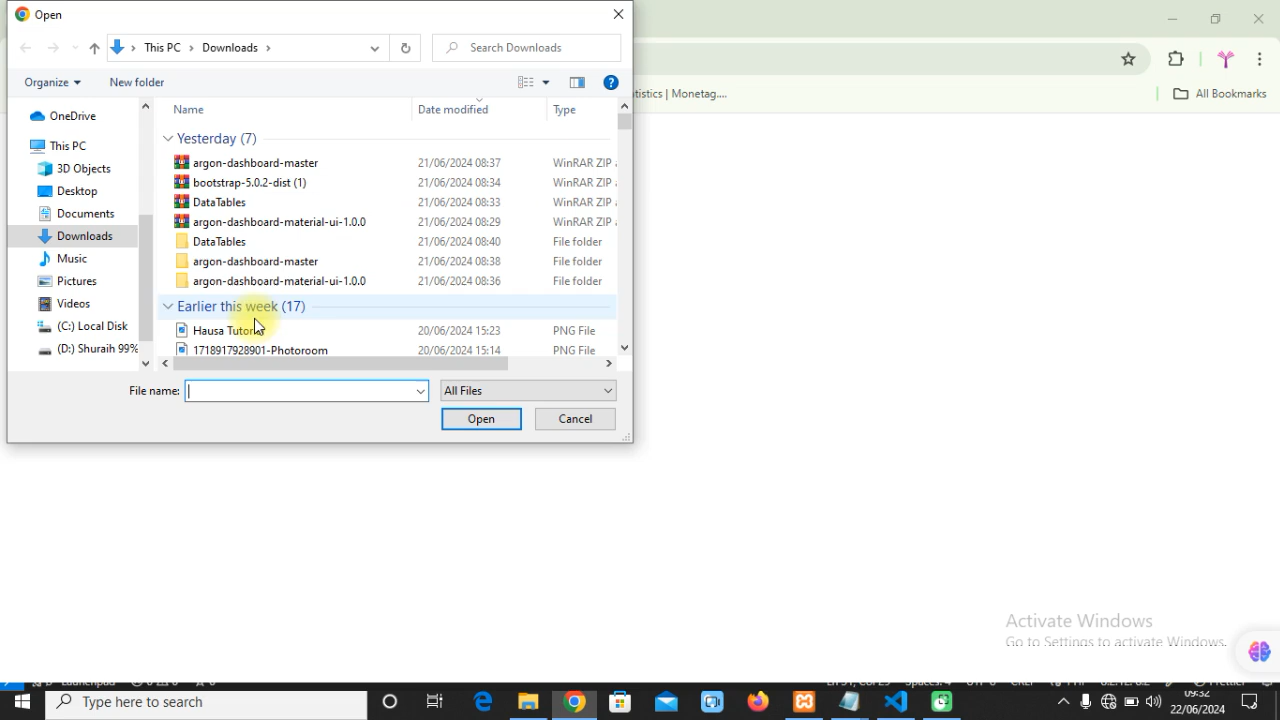 Open
This PC > Downloads >
Search Downloads
Organize
New folder
tistics | Monetag....
All Bookmarks
OneDrive
This PC
3D Objects
Desktop
Documents
Downloads
Music
Pictures
Videos
(C:) Local Disk
(D:) Shuraih 99%
Name Date modified Type
Yesterday (7)
argon-dashboard-master 21/06/2024 08:37 WinRAR ZIP
bootstrap-5.0.2-dist (1) 21/06/2024 08:34 WinRAR ZIP
DataTables 21/06/2024 08:33 WinRAR ZIP
argon-dashboard-material-ui-1.0.0 21/06/2024 08:29 WinRAR ZIP
DataTables 21/06/2024 08:40 File folder
argon-dashboard-master 21/06/2024 08:38 File folder
argon-dashboard-material-ui-1.0.0 21/06/2024 08:36 File folder
Earlier this week (17)
Hausa 20/06/2024 15:23 PNG File
1718917928901-Photoroom 20/06/2024 15:14 PNG File
File name:
All Files
Open
Cancel
Activate Windows
Go to Settings to activate Windows.
Type here to search
09:32
22/06/2024